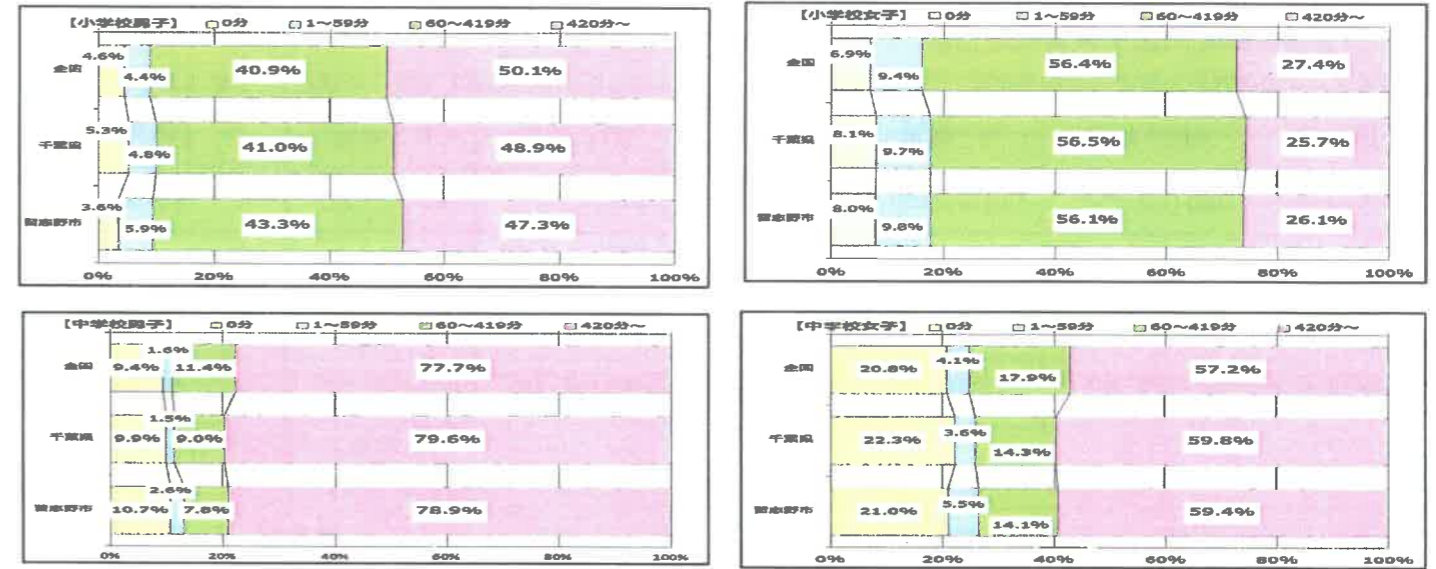 [小学校男子] 0分 1～59分 60～419分 420分～
全国 4.6% 4.4% 40.9% 50.1%
千葉県 5.3% 4.8% 41.0% 48.9%
習志野市 3.6% 5.9% 43.3% 47.3%
0% 20% 40% 60% 80% 100%
[小学校女子] 0分 1～59分 60～419分 420分～
全国 6.9% 9.4% 56.4% 27.4%
千葉県 8.1% 9.7% 56.5% 25.7%
習志野市 8.0% 9.8% 56.1% 26.1%
0% 20% 40% 60% 80% 100%
[中学校男子] 0分 1～59分 60～419分 420分～
全国 9.4% 1.6% 11.4% 77.7%
千葉県 9.9% 1.5% 9.0% 79.6%
習志野市 10.7% 2.6% 7.8% 78.9%
0% 20% 40% 60% 80% 100%
[中学校女子] 0分 1～59分 60～419分 420分～
全国 20.8% 4.1% 17.9% 57.2%
千葉県 22.3% 3.6% 14.3% 59.8%
習志野市 21.0% 5.5% 14.1% 59.4%
0% 20% 40% 60% 80% 100%